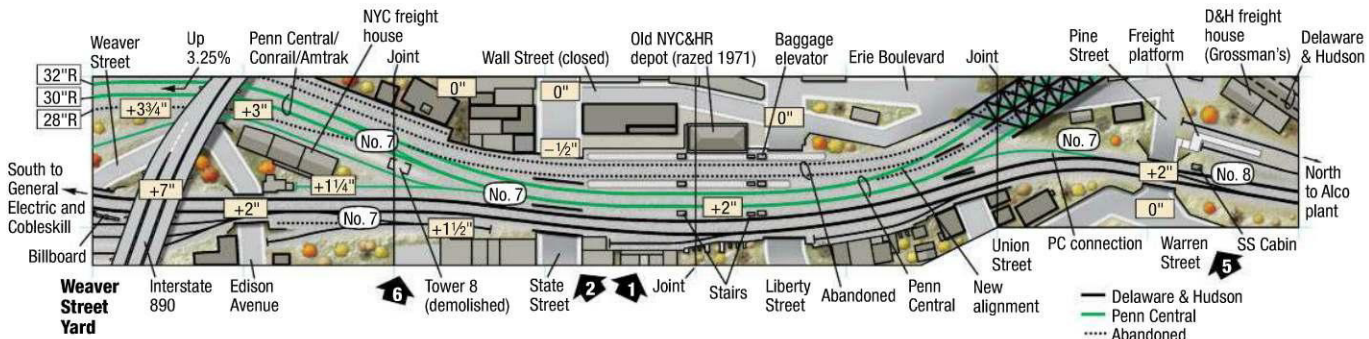 Weaver
Street
Up
3.25%
Penn Central/
Conrail/Amtrak
NYC freight
house
Joint
Wall Street (closed)
Old NYC&HR
depot (razed 1971)
Baggage
elevator
Erie Boulevard
Joint
Pine
Street
Freight
platform
D&H freight
house
(Grossman's)
Delaware
& Hudson
32"R
30"R
28"R
+3¾"
+3"
0"
0"
0"
–½"
No. 7
No. 7
No. 7
No. 7
No. 8
+7"
+2"
+1¼"
+1½"
+2"
+2"
0"
South to
General
Electric and
Cobleskill
Billboard
North
to Alco
plant
Weaver
Street
Yard
Interstate
890
Edison
Avenue
6
Tower 8
(demolished)
State
Street
2
1
Joint
Stairs
Liberty
Street
Abandoned
Penn
Central
New
alignment
Union
Street
PC connection
Warren
Street
5
SS Cabin
Delaware & Hudson
Penn Central
Abandoned